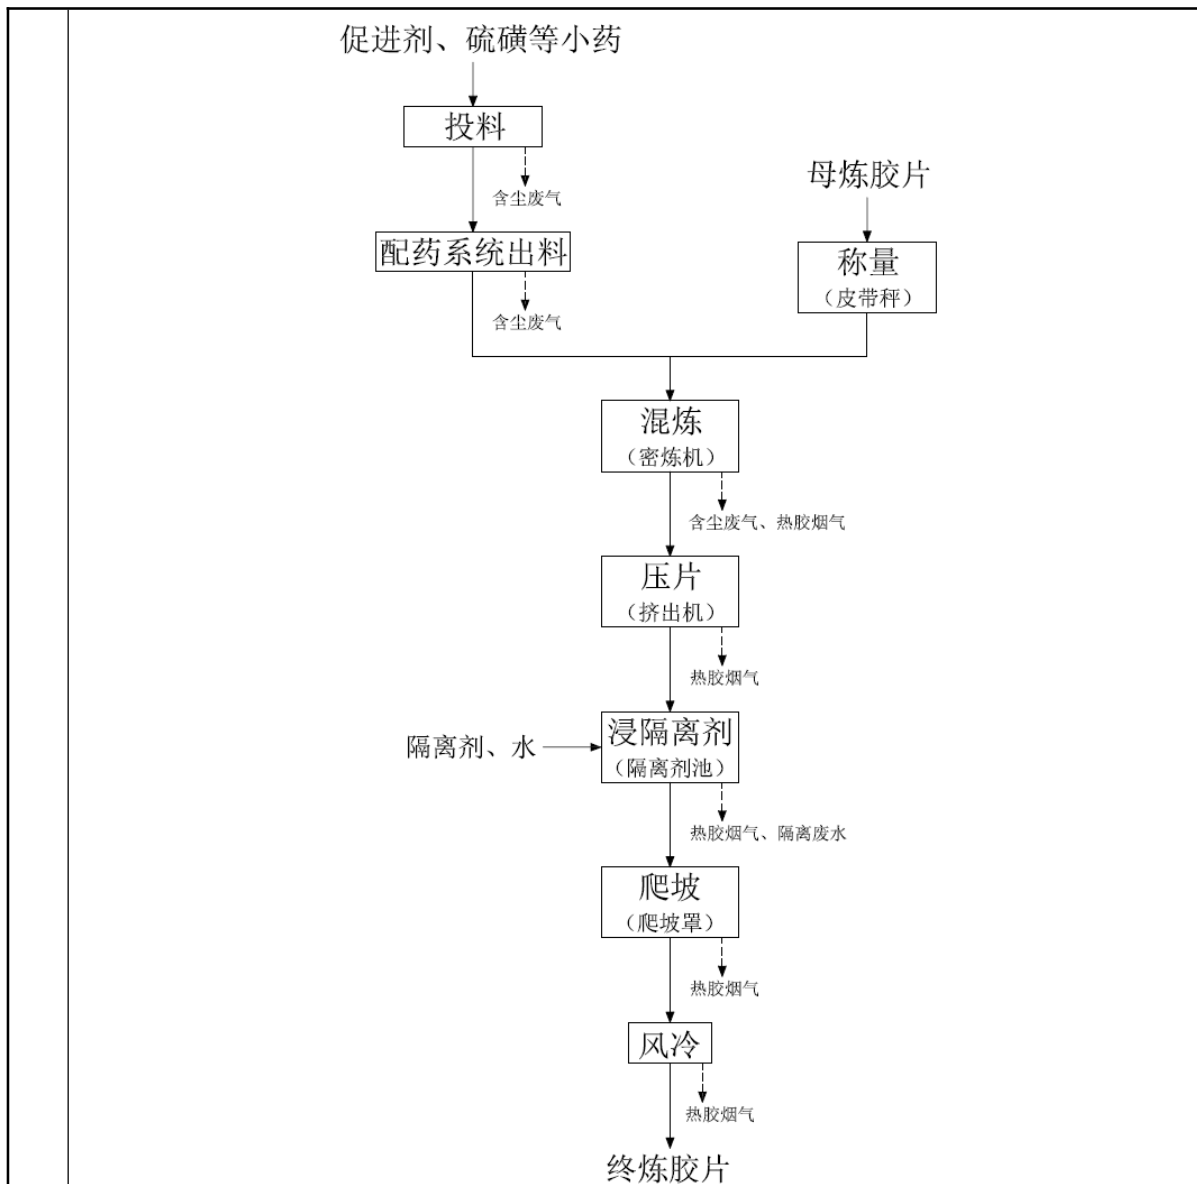 促进剂、硫磺等小药
投料
含尘废气
母炼胶片
配药系统出料
称量
（皮带秤）
含尘废气
混炼
（密炼机）
含尘废气、热胶烟气
压片
（挤出机）
热胶烟气
隔离剂、水
浸隔离剂
（隔离剂池）
热胶烟气、隔离废水
爬坡
（爬坡罩）
热胶烟气
风冷
热胶烟气
终炼胶片